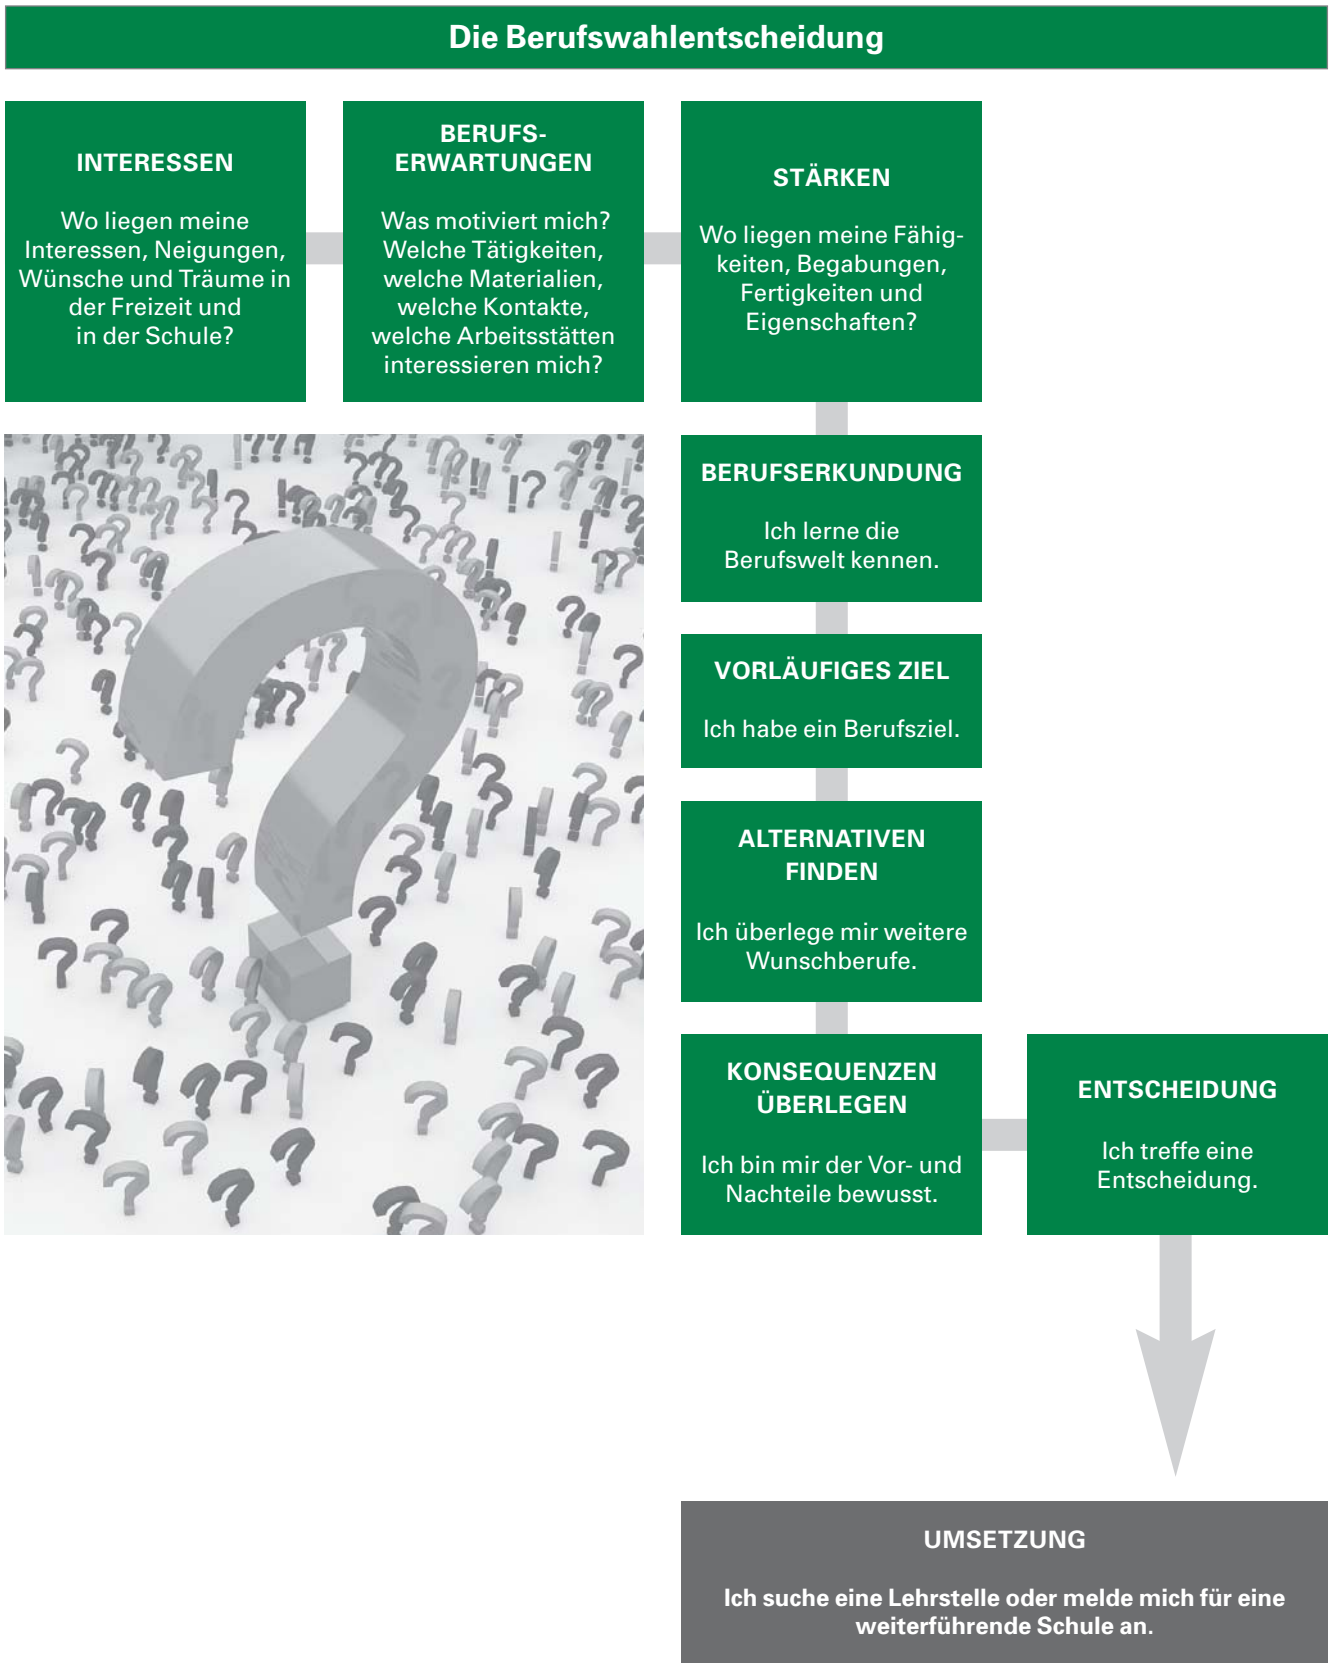 Die Berufswahlentscheidung
INTERESSEN
Wo liegen meine
Interessen, Neigungen,
Wünsche und Träume in
der Freizeit und
in der Schule?
BERUFS-
ERWARTUNGEN
Was motiviert mich?
Welche Tätigkeiten,
welche Materialien,
welche Kontakte,
welche Arbeitsstätten
interessieren mich?
STÄRKEN
Wo liegen meine Fähig-
keiten, Begabungen,
Fertigkeiten und
Eigenschaften?
BERUFSERKUNDUNG
Ich lerne die
Berufswelt kennen.
VORLÄUFIGES ZIEL
Ich habe ein Berufsziel.
ALTERNATIVEN
FINDEN
Ich überlege mir weitere
Wunschberufe.
KONSEQUENZEN
ÜBERLEGEN
Ich bin mir der Vor- und
Nachteile bewusst.
ENTSCHEIDUNG
Ich treffe eine
Entscheidung.
UMSETZUNG
Ich suche eine Lehrstelle oder melde mich für eine
weiterführende Schule an.